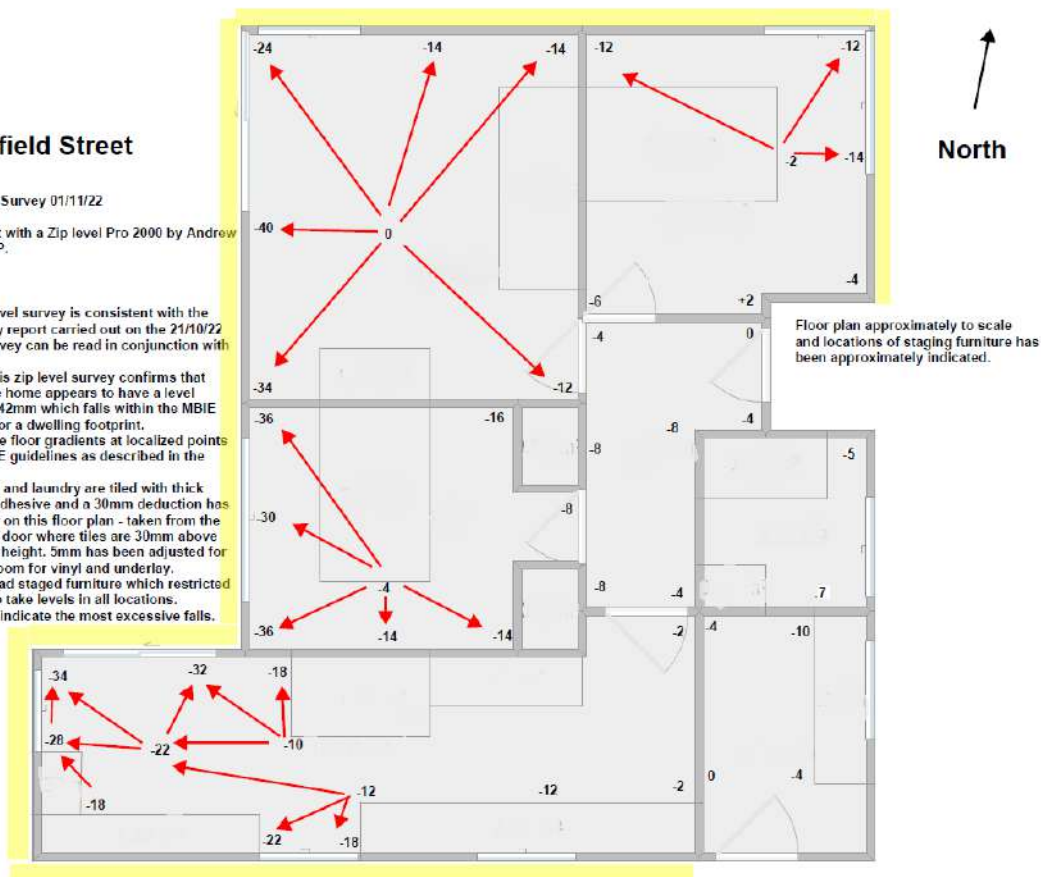 field Street
North
Survey 01/11/22
t with a Zip level Pro 2000 by Andrew
P.
vel survey is consistent with the
y report carried out on the 21/10/22
vey can be read in conjunction with
is zip level survey confirms that
e home appears to have a level
42mm which falls within the MBIE
or a dwelling footprint.
e floor gradients at localized points
E guidelines as described in the
and laundry are tiled with thick
dhesive and a 30mm deduction has
on this floor plan - taken from the
door where tiles are 30mm above
height. 5mm has been adjusted for
oom for vinyl and underlay.
ad staged furniture which restricted
o take levels in all locations.
indicate the most excessive falls.
Floor plan approximately to scale
and locations of staging furniture has
been approximately indicated.
-24 -14 -14 -12 -12
-2 -14
-40 0
-4
-6 +2
-4 0
-34 -12
-36 -16 -8 -4
-8 -5
-30 -8
-4 -8 -4 .7
-36 -14 -14 -2 -4 -10
-34 -32 -18
-28 -22 -10
-18 -12 -12 -2 0 -4
-22 -18